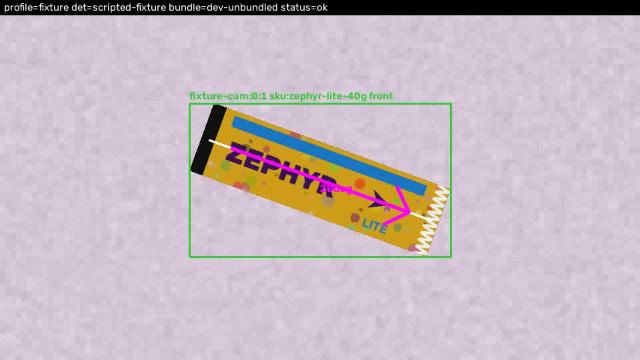 profile=fixture det=scripted-fixture bundle=dev-unbundled status=ok
fixture-cam:0:1 sku:zephyr-lite-40g front
ZEPHYR
LITE